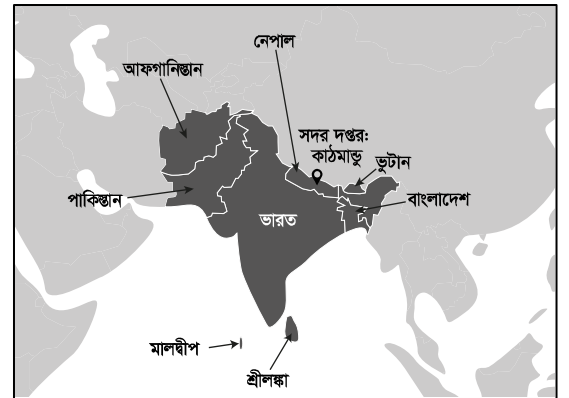 নেপাল
আফগানিস্তান
সদর দপ্তর:
কাঠমান্ডু
ভুটান
পাকিস্তান
বাংলাদেশ
ভারত
মালদ্বীপ
শ্রীলঙ্কা